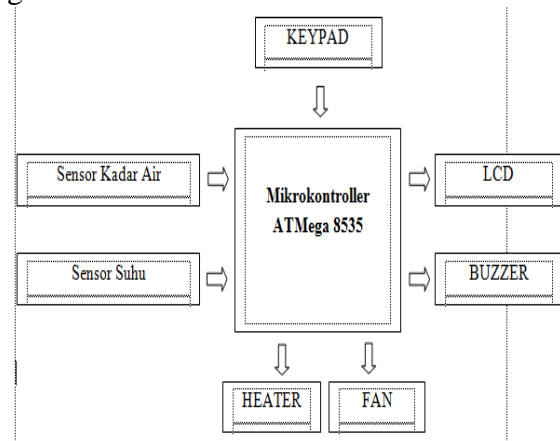 KEYPAD
Sensor Kadar Air
Mikrokontroller
ATMega 8535
LCD
Sensor Suhu
BUZZER
HEATER
FAN